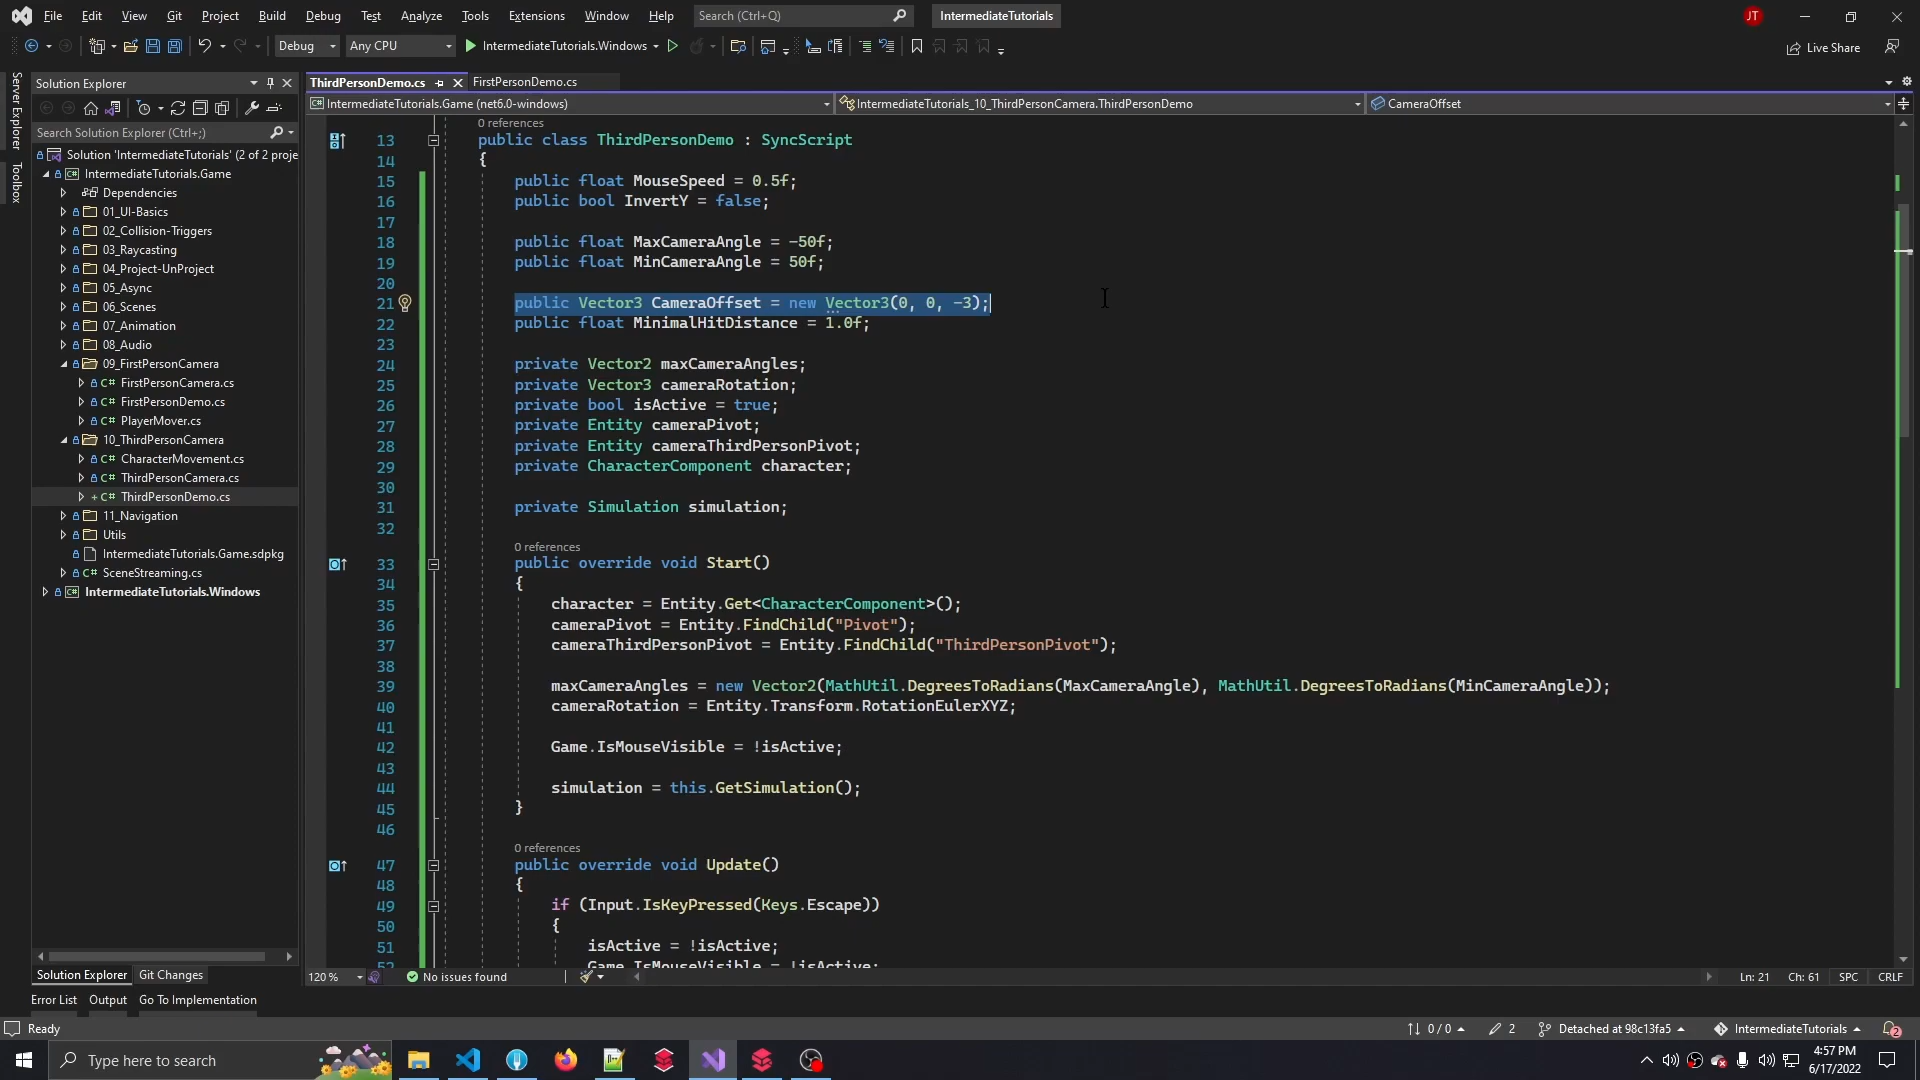 File Edit View Git Project Build Debug Test Analyze Tools Extensions Window Help Search (Ctrl+Q) IntermediateTutorials JT
Debug Any CPU IntermediateTutorials.Windows Live Share
Server Explorer
Toolbox
Solution Explorer
Search Solution Explorer (Ctrl+;)
Solution 'IntermediateTutorials' (2 of 2 proje
IntermediateTutorials.Game
Dependencies
01_UI-Basics
02_Collision-Triggers
03_Raycasting
04_Project-UnProject
05_Async
06_Scenes
07_Animation
08_Audio
09_FirstPersonCamera
C# FirstPersonCamera.cs
C# FirstPersonDemo.cs
C# PlayerMover.cs
10_ThirdPersonCamera
C# CharacterMovement.cs
C# ThirdPersonCamera.cs
+ C# ThirdPersonDemo.cs
11_Navigation
Utils
IntermediateTutorials.Game.sdpkg
C# SceneStreaming.cs
IntermediateTutorials.Windows
Solution Explorer Git Changes
ThirdPersonDemo.cs FirstPersonDemo.cs
IntermediateTutorials.Game (net6.0-windows) IntermediateTutorials_10_ThirdPersonCamera.ThirdPersonDemo CameraOffset
0 references
13 public class ThirdPersonDemo : SyncScript
14 {
15 public float MouseSpeed = 0.5f;
16 public bool InvertY = false;
17
18 public float MaxCameraAngle = -50f;
19 public float MinCameraAngle = 50f;
20
21 public Vector3 CameraOffset = new Vector3(0, 0, -3);
22 public float MinimalHitDistance = 1.0f;
23
24 private Vector2 maxCameraAngles;
25 private Vector3 cameraRotation;
26 private bool isActive = true;
27 private Entity cameraPivot;
28 private Entity cameraThirdPersonPivot;
29 private CharacterComponent character;
30
31 private Simulation simulation;
32
0 references
33 public override void Start()
34 {
35 character = Entity.Get<CharacterComponent>();
36 cameraPivot = Entity.FindChild("Pivot");
37 cameraThirdPersonPivot = Entity.FindChild("ThirdPersonPivot");
38
39 maxCameraAngles = new Vector2(MathUtil.DegreesToRadians(MaxCameraAngle), MathUtil.DegreesToRadians(MinCameraAngle));
40 cameraRotation = Entity.Transform.RotationEulerXYZ;
41
42 Game.IsMouseVisible = !isActive;
43
44 simulation = this.GetSimulation();
45 }
46
0 references
47 public override void Update()
48 {
49 if (Input.IsKeyPressed(Keys.Escape))
50 {
51 isActive = !isActive;
52 Game.IsMouseVisible = !isActive;
120 % No issues found Ln: 21 Ch: 61 SPC CRLF
Error List Output Go To Implementation
Ready 0 / 0 2 Detached at 98c13fa5 IntermediateTutorials 2
Type here to search 4:57 PM
6/17/2022